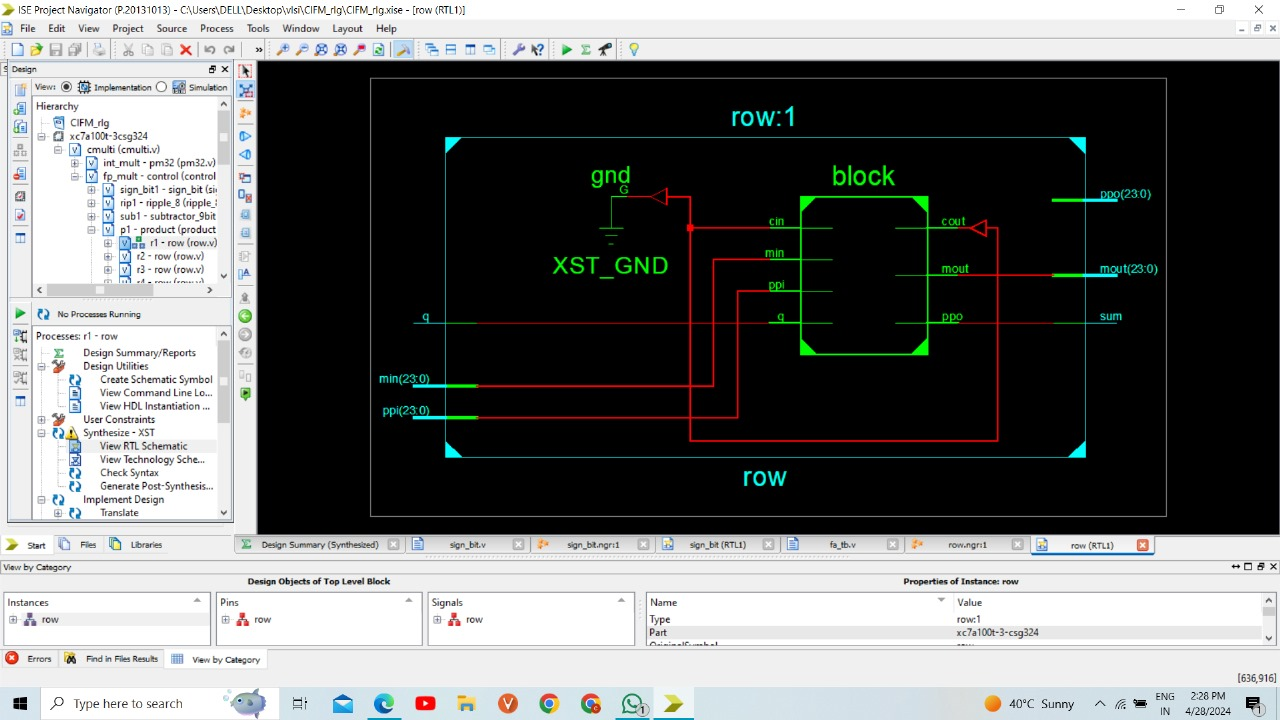 ISE Project Navigator (P.20131013) - C:\Users\DELL\Desktop\vlsi\CIFM_rlg\CIFM_rlg.xise - [row (RTL1)]
File Edit View Project Source Process Tools Window Layout Help
Design
View: Implementation Simulation
Hierarchy
CIFM_rlg
xc7a100t-3csg324
cmulti (cmulti.v)
int_mult - pm32 (pm32.v)
fp_mult - control (control
sign_bit1 - sign_bit (si
rip1 - ripple_8 (ripple_8
sub1 - subtractor_9bit
p1 - product (product
r1 - row (row.v)
r2 - row (row.v)
r3 - row (row.v)
No Processes Running
Processes: r1 - row
Design Summary/Reports
Design Utilities
Create Schematic Symbol
View Command Line Lo...
View HDL Instantiation ...
User Constraints
Synthesize - XST
View RTL Schematic
View Technology Sche...
Check Syntax
Generate Post-Synthesis...
Implement Design
Translate
Start Files Libraries
row:1
gnd
G
XST_GND
block
cin
min
ppi
q
cout
mout
ppo
q
min(23:0)
ppi(23:0)
ppo(23:0)
mout(23:0)
sum
row
Design Summary (Synthesized) sign_bit.v sign_bit.ngr:1 sign_bit (RTL1) fa_tb.v row.ngr:1 row (RTL1)
View by Category
Design Objects of Top Level Block Properties of Instance: row
Instances Pins Signals Name Value
row row row Type row:1
Part xc7a100t-3-csg324
Errors Find in Files Results View by Category
[636,916]
Type here to search
1
40°C Sunny
ENG
IN
2:28 PM
4/28/2024
1